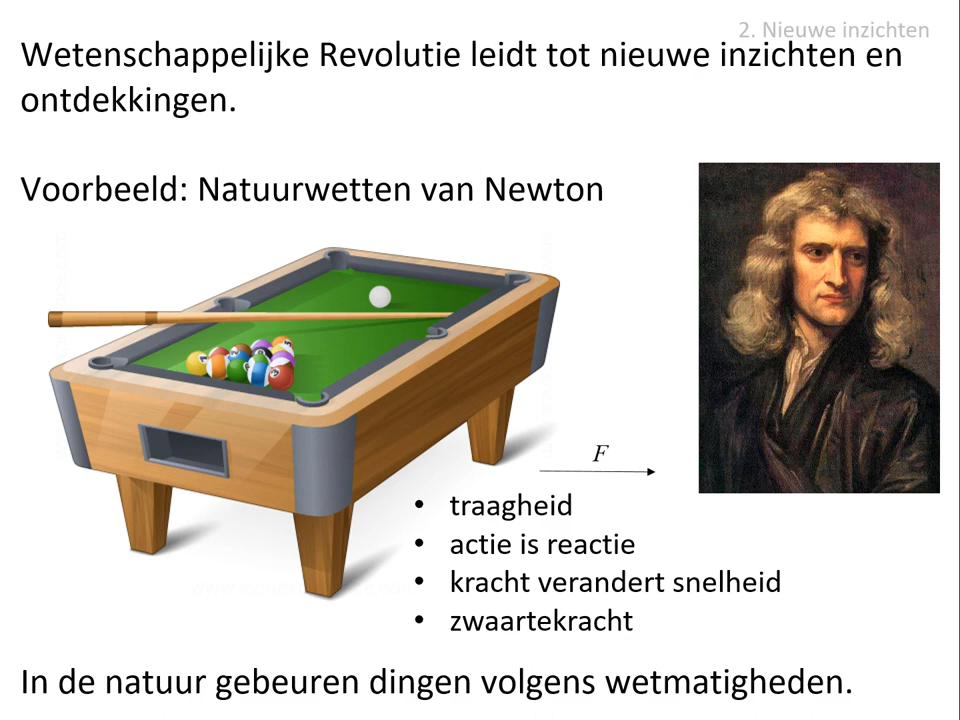 2. Nieuwe inzichten
Wetenschappelijke Revolutie leidt tot nieuwe inzichten en
ontdekkingen.
Voorbeeld: Natuurwetten van Newton
F
• traagheid
• actie is reactie
• kracht verandert snelheid
• zwaartekracht
In de natuur gebeuren dingen volgens wetmatigheden.